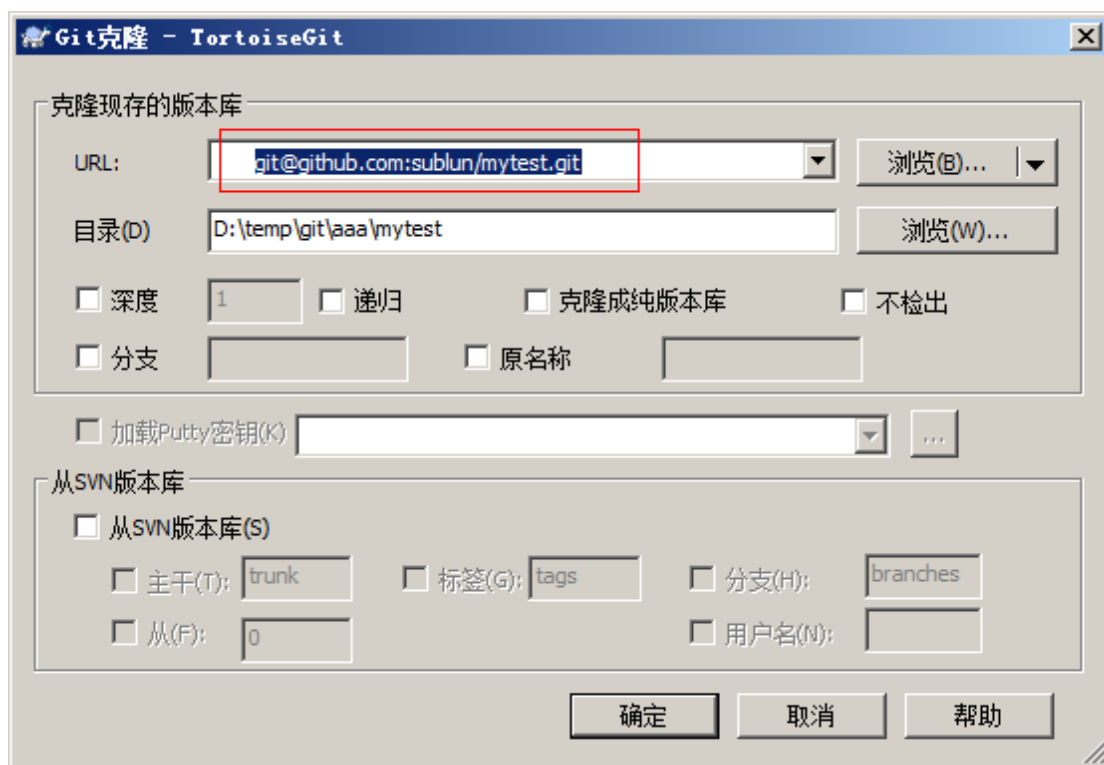 Git克隆 - TortoiseGit
克隆现存的版本库
URL: git@github.com:sublun/mytest.git 浏览(B)...
目录(D) D:\temp\git\aaa\mytest 浏览(W)...
深度 1 递归 克隆成纯版本库 不检出
分支 原名称
加载Putty密钥(K) ...
从SVN版本库
从SVN版本库(S)
主干(T): trunk 标签(G): tags 分支(H): branches
从(F): 0 用户名(N):
确定 取消 帮助